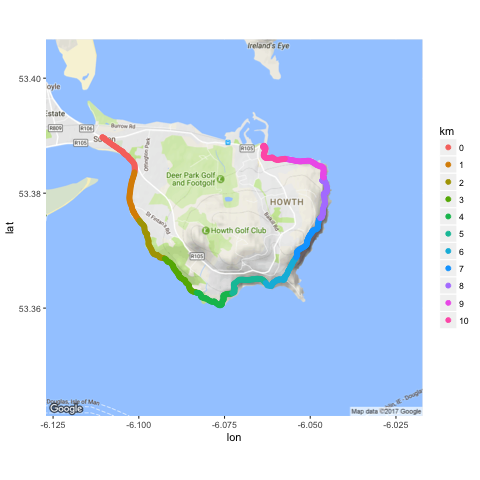 Ireland's Eye
km
0
1
2
3
4
5
6
7
8
9
10
53.40
53.38
53.36
lat
oyle
Estate
R809
R106
R105
Burrow Rd
Offington Park
R105
Deer Park Golf
and Footgolf
HOWTH
St Fintan's Rd
Balkill Rd
Howth Golf Club
R105
Douglas, Isle of Man
Google
Map data ©2017 Google
-6.125
-6.100
-6.075
-6.050
-6.025
lon